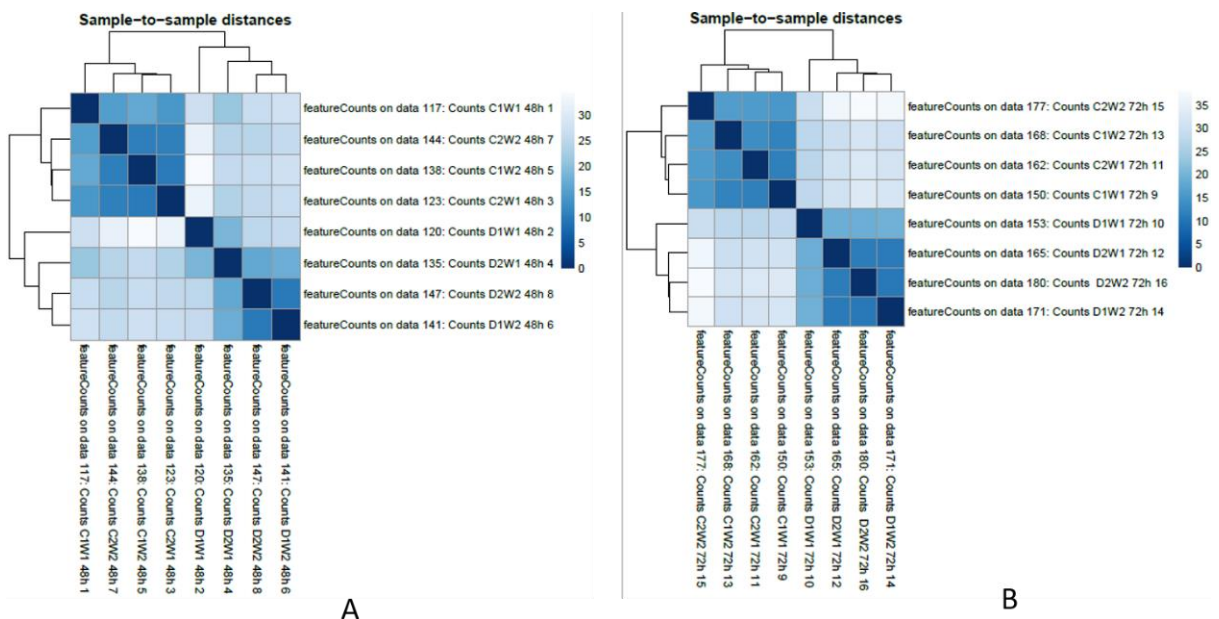 Sample−to−sample distances
featureCounts on data 117: Counts C1W1 48h 1
featureCounts on data 144: Counts C2W2 48h 7
featureCounts on data 138: Counts C1W2 48h 5
featureCounts on data 123: Counts C2W1 48h 3
featureCounts on data 120: Counts D1W1 48h 2
featureCounts on data 135: Counts D2W1 48h 4
featureCounts on data 147: Counts D2W2 48h 8
featureCounts on data 141: Counts D1W2 48h 6
30
25
20
15
10
5
0
featureCounts on data 117: Counts C1W1 48h 1
featureCounts on data 144: Counts C2W2 48h 7
featureCounts on data 138: Counts C1W2 48h 5
featureCounts on data 123: Counts C2W1 48h 3
featureCounts on data 120: Counts D1W1 48h 2
featureCounts on data 135: Counts D2W1 48h 4
featureCounts on data 147: Counts D2W2 48h 8
featureCounts on data 141: Counts D1W2 48h 6
A
Sample−to−sample distances
featureCounts on data 177: Counts C2W2 72h 15
featureCounts on data 168: Counts C1W2 72h 13
featureCounts on data 162: Counts C2W1 72h 11
featureCounts on data 150: Counts C1W1 72h 9
featureCounts on data 153: Counts D1W1 72h 10
featureCounts on data 165: Counts D2W1 72h 12
featureCounts on data 180: Counts  D2W2 72h 16
featureCounts on data 171: Counts D1W2 72h 14
35
30
25
20
15
10
5
0
featureCounts on data 177: Counts C2W2 72h 15
featureCounts on data 168: Counts C1W2 72h 13
featureCounts on data 162: Counts C2W1 72h 11
featureCounts on data 150: Counts C1W1 72h 9
featureCounts on data 153: Counts D1W1 72h 10
featureCounts on data 165: Counts D2W1 72h 12
featureCounts on data 180: Counts  D2W2 72h 16
featureCounts on data 171: Counts D1W2 72h 14
B